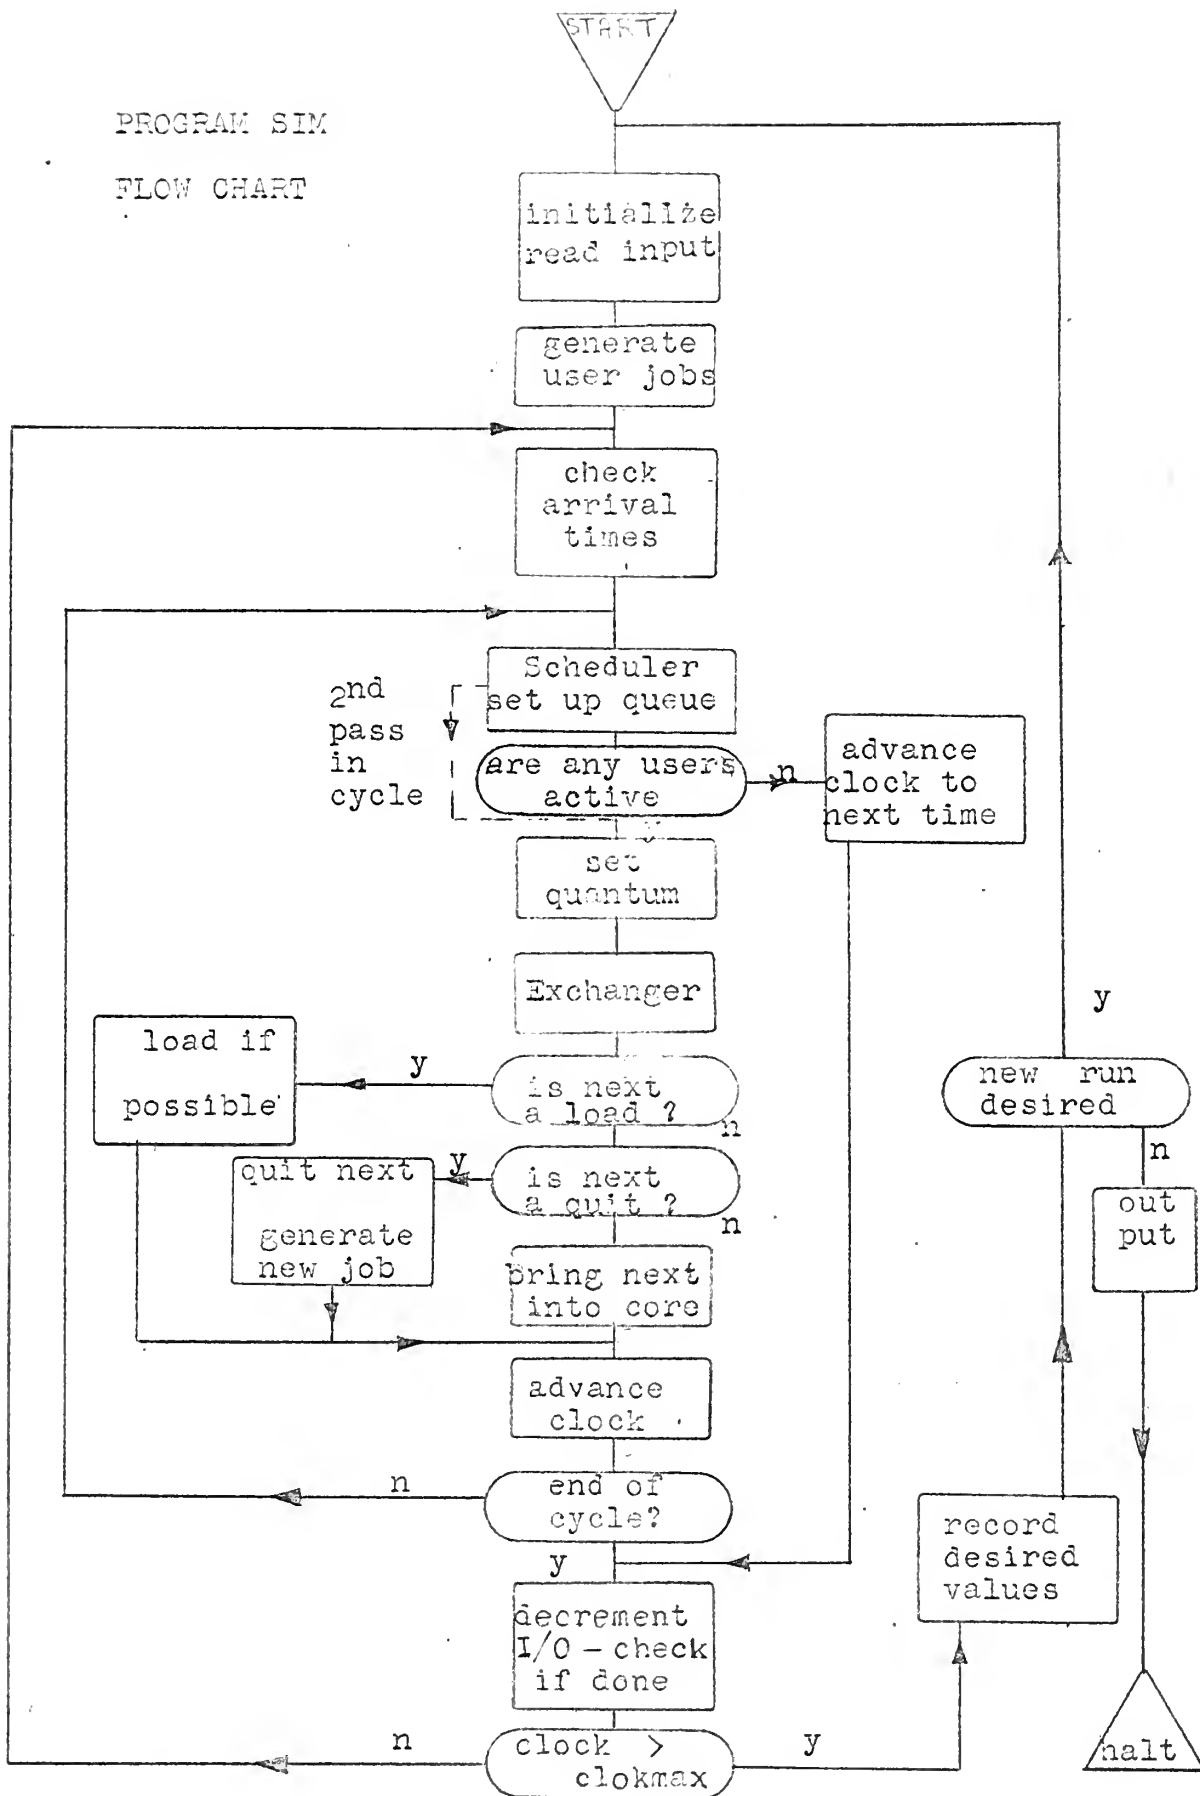 START
PROGRAM SIM
FLOW CHART
initialize
read input
generate
user jobs
check
arrival
times
Scheduler
set up queue
2nd
pass
in
cycle
are any users
active
n
advance
clock to
next time
y
set
quantum
Exchanger
load if
possible
y
is next
a load ?
n
quit next
generate
new job
y
is next
a quit ?
n
bring next
into core
advance
clock
n
end of
cycle?
y
decrement
I/O - check
if done
n
clock >
clokmax
y
record
desired
values
y
new run
desired
n
out
put
halt